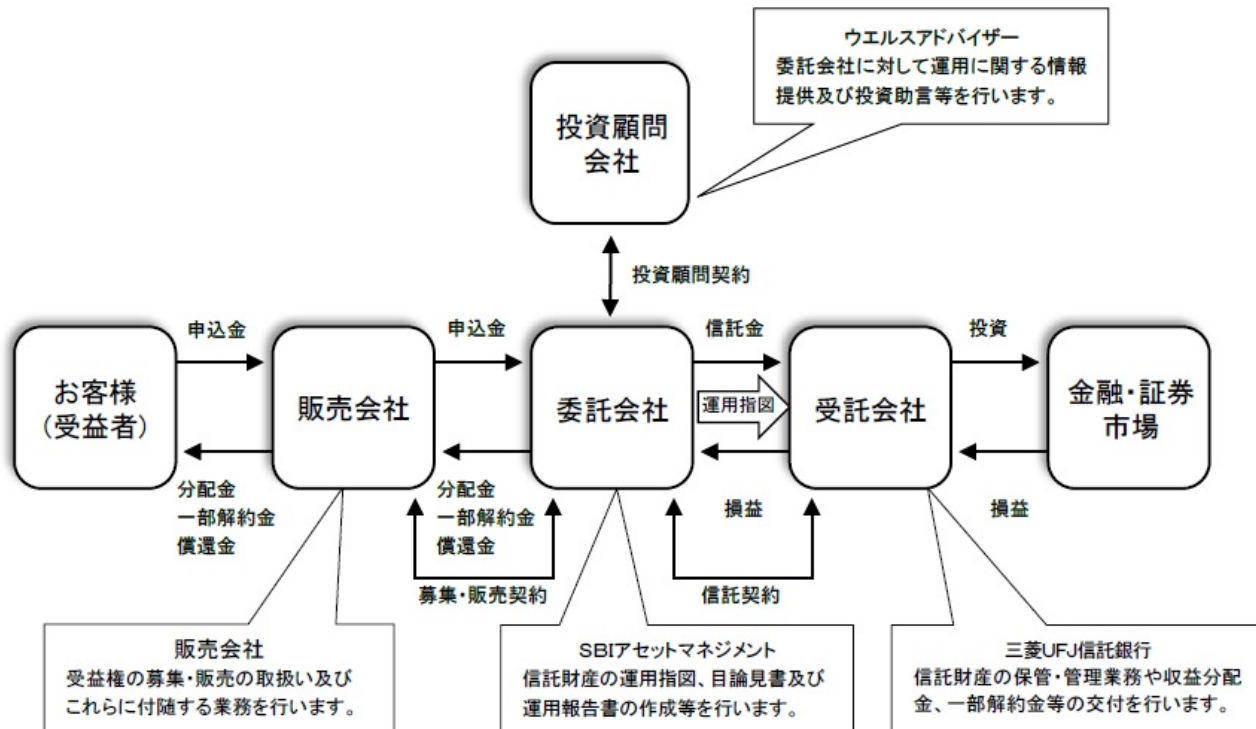 ウエルスアドバイザー
委託会社に対して運用に関する情報
提供及び投資助言等を行います。
投資顧問
会社
投資顧問契約
申込金
申込金
信託金
投資
お客様
(受益者)
販売会社
委託会社
運用指図
受託会社
金融・証券
市場
分配金
一部解約金
償還金
分配金
一部解約金
償還金
損益
損益
募集・販売契約
信託契約
販売会社
受益権の募集・販売の取扱い及び
これらに付随する業務を行います。
SBIアセットマネジメント
信託財産の運用指図、目論見書及び
運用報告書の作成等を行います。
三菱UFJ信託銀行
信託財産の保管・管理業務や収益分配
金、一部解約金等の交付を行います。